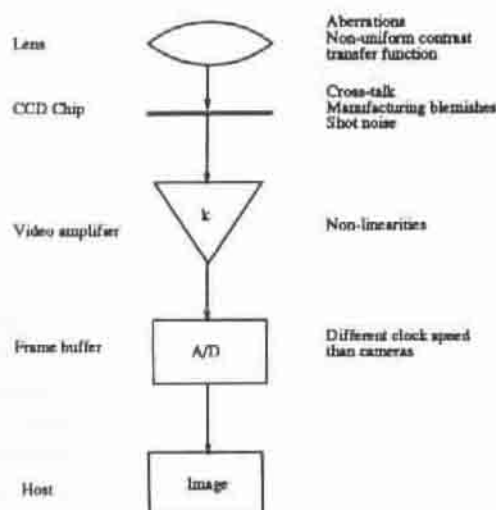 Lens
Aberrations
Non-uniform contrast
transfer function
CCD Chip
Cross-talk
Manufacturing blemishes
Shot noise
Video amplifier
k
Non-linearities
Frame buffer
A/D
Different clock speed
than cameras
Host
Image